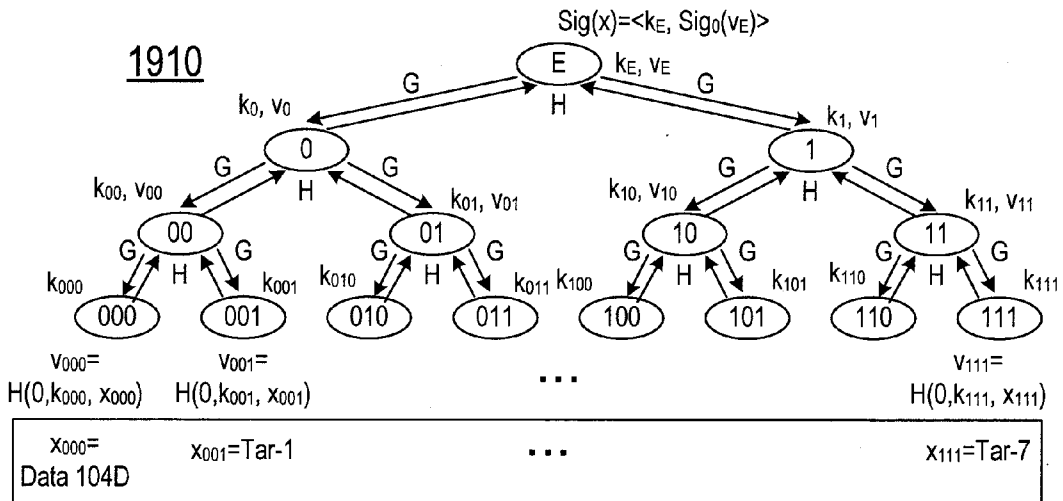 Sig(x)=<kE, Sig0(vE)>
1910
E
kE, vE
G
G
H
k0, v0
k1, v1
0
1
G
G
G
G
H
H
k00, v00
k01, v01
k10, v10
k11, v11
00
01
10
11
G
G
G
G
G
G
G
G
H
H
H
H
k000
k001
k010
k011
k100
k101
k110
k111
000
001
010
011
100
101
110
111
v000=
v001=
v111=
H(0,k000, x000)
H(0,k001, x001)
...
H(0,k111, x111)
x000=
Data 104D
x001=Tar-1
...
x111=Tar-7